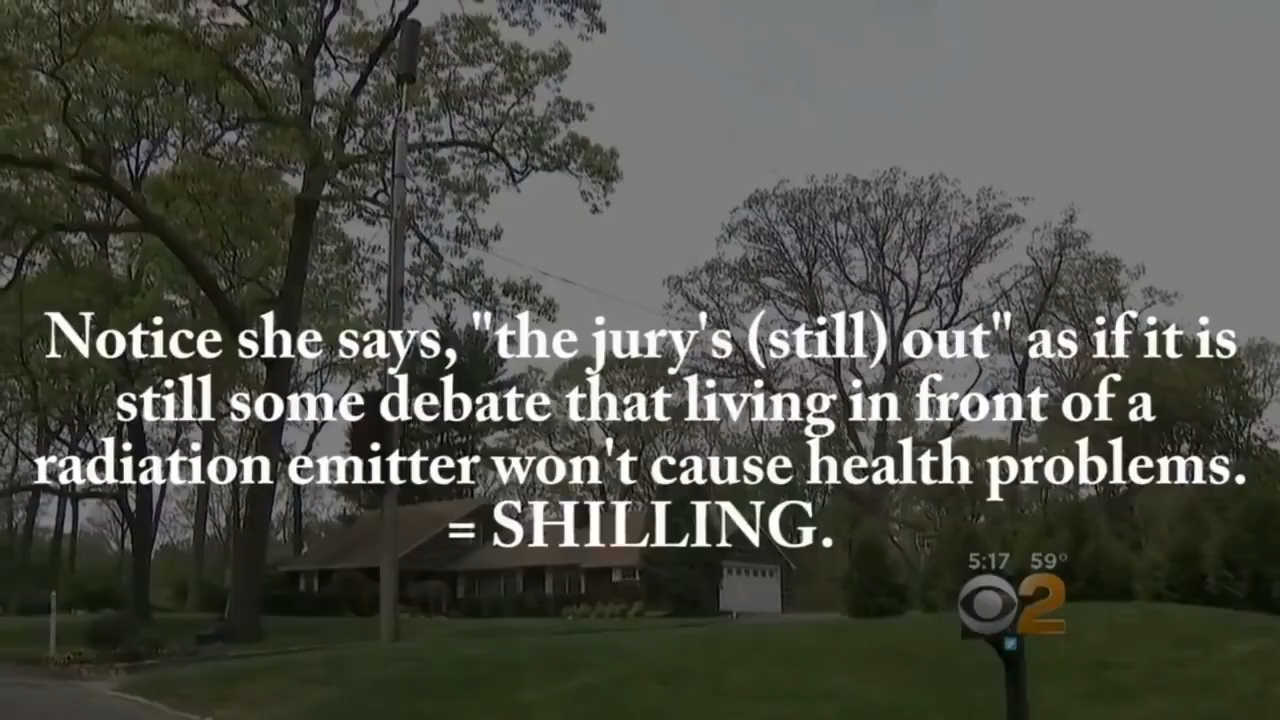 Notice she says, "the jury's (still) out" as if it is
still some debate that living in front of a
radiation emitter won't cause health problems.
= SHILLING.
5:17 59°
2